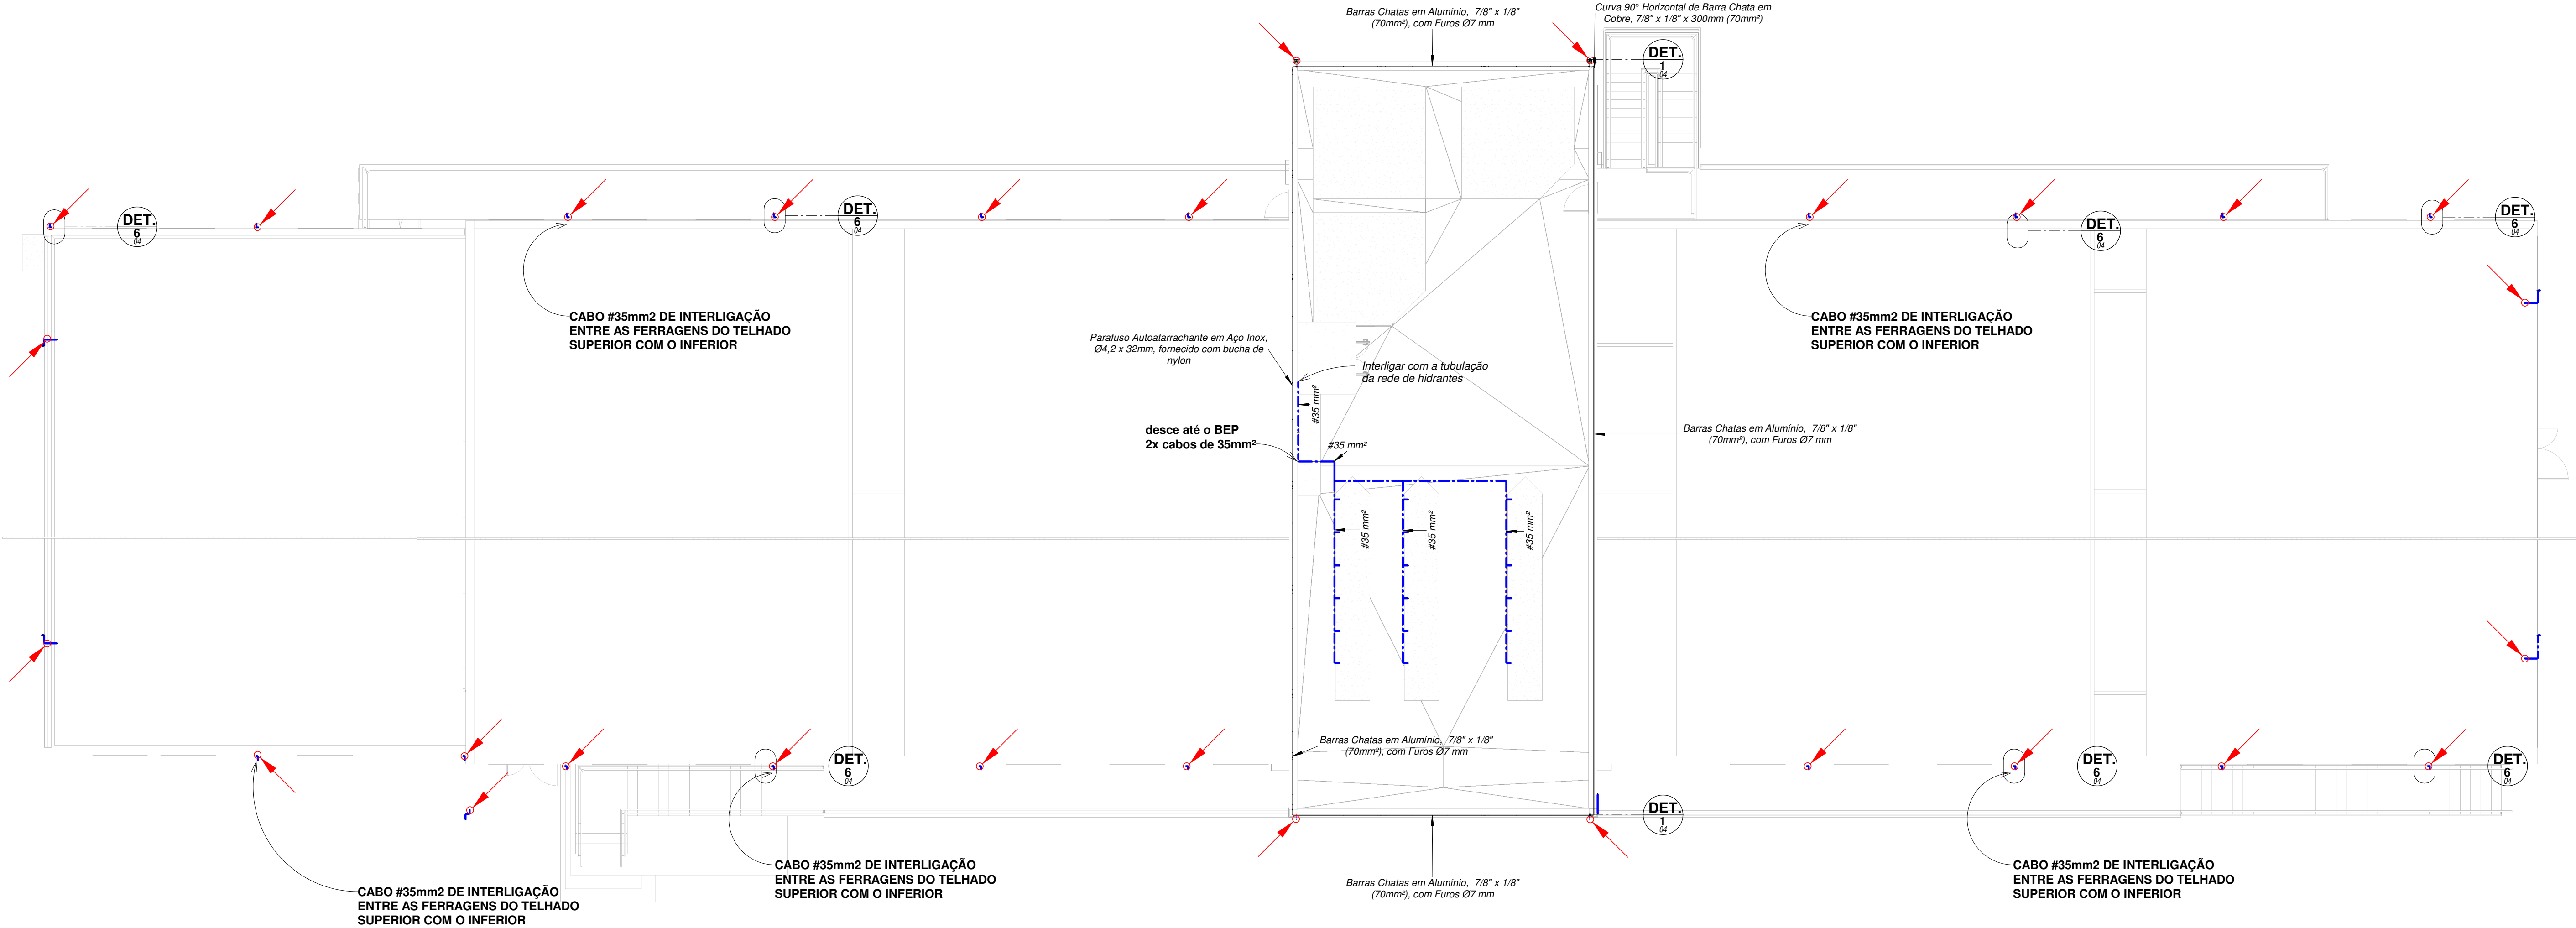 Barras Chatas em Alumínio, 7/8" x 1/8"
(70mm²), com Furos Ø7 mm
Curva 90° Horizontal de Barra Chata em
Cobre, 7/8" x 1/8" x 300mm (70mm²)
DET.
1
04
DET.
6
04
DET.
6
04
DET.
6
04
DET.
6
04
CABO #35mm2 DE INTERLIGAÇÃO
ENTRE AS FERRAGENS DO TELHADO
SUPERIOR COM O INFERIOR
CABO #35mm2 DE INTERLIGAÇÃO
ENTRE AS FERRAGENS DO TELHADO
SUPERIOR COM O INFERIOR
Parafuso Autoatarrachante em Aço Inox,
Ø4,2 x 32mm, fornecido com bucha de
nylon
Interligar com a tubulação
da rede de hidrantes
#35 mm²
desce até o BEP
2x cabos de 35mm²
#35 mm²
Barras Chatas em Alumínio, 7/8" x 1/8"
(70mm²), com Furos Ø7 mm
#35 mm²
#35 mm²
#35 mm²
Barras Chatas em Alumínio, 7/8" x 1/8"
(70mm²), com Furos Ø7 mm
DET.
6
04
DET.
6
04
DET.
6
04
DET.
1
04
CABO #35mm2 DE INTERLIGAÇÃO
ENTRE AS FERRAGENS DO TELHADO
SUPERIOR COM O INFERIOR
CABO #35mm2 DE INTERLIGAÇÃO
ENTRE AS FERRAGENS DO TELHADO
SUPERIOR COM O INFERIOR
Barras Chatas em Alumínio, 7/8" x 1/8"
(70mm²), com Furos Ø7 mm
CABO #35mm2 DE INTERLIGAÇÃO
ENTRE AS FERRAGENS DO TELHADO
SUPERIOR COM O INFERIOR